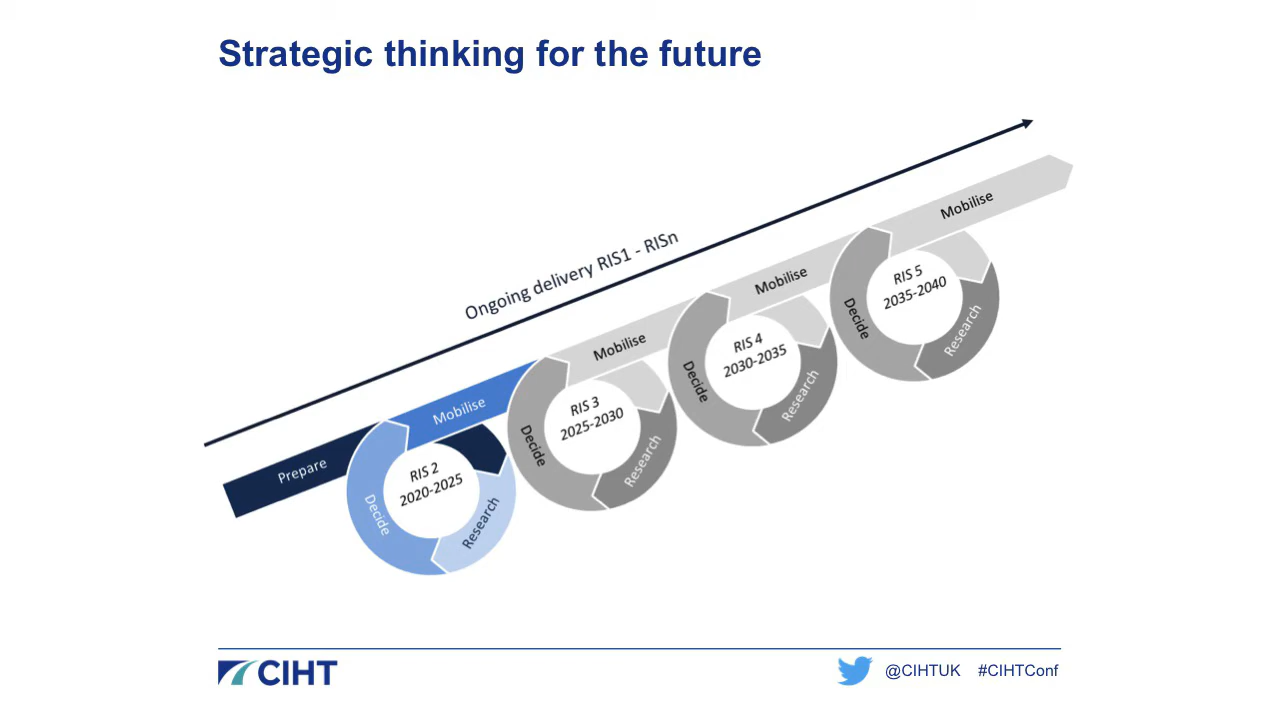 Strategic thinking for the future
Ongoing delivery RIS1 - RISn
Prepare
Mobilise
RIS 2
2020-2025
Decide
Research
Mobilise
RIS 3
2025-2030
Decide
Research
Mobilise
RIS 4
2030-2035
Decide
Research
Mobilise
RIS 5
2035-2040
Decide
Research
CIHT
@CIHTUK #CIHTConf